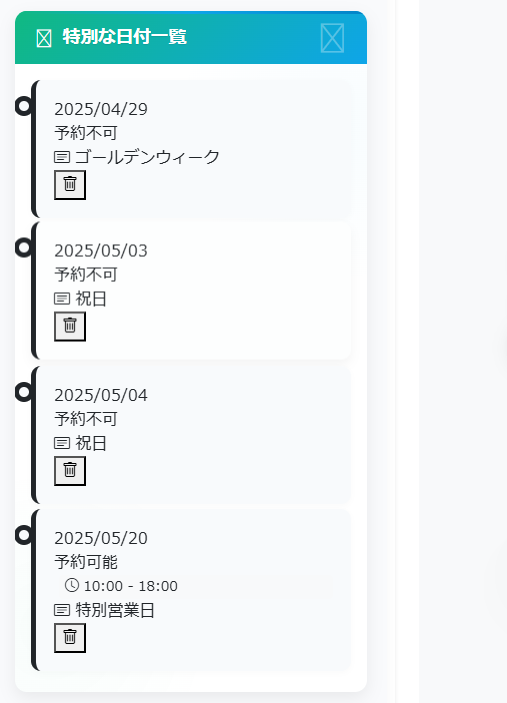 特別な日付一覧
2025/04/29
予約不可
ゴールデンウィーク
2025/05/03
予約不可
祝日
2025/05/04
予約不可
祝日
2025/05/20
予約可能
10:00 - 18:00
特別営業日